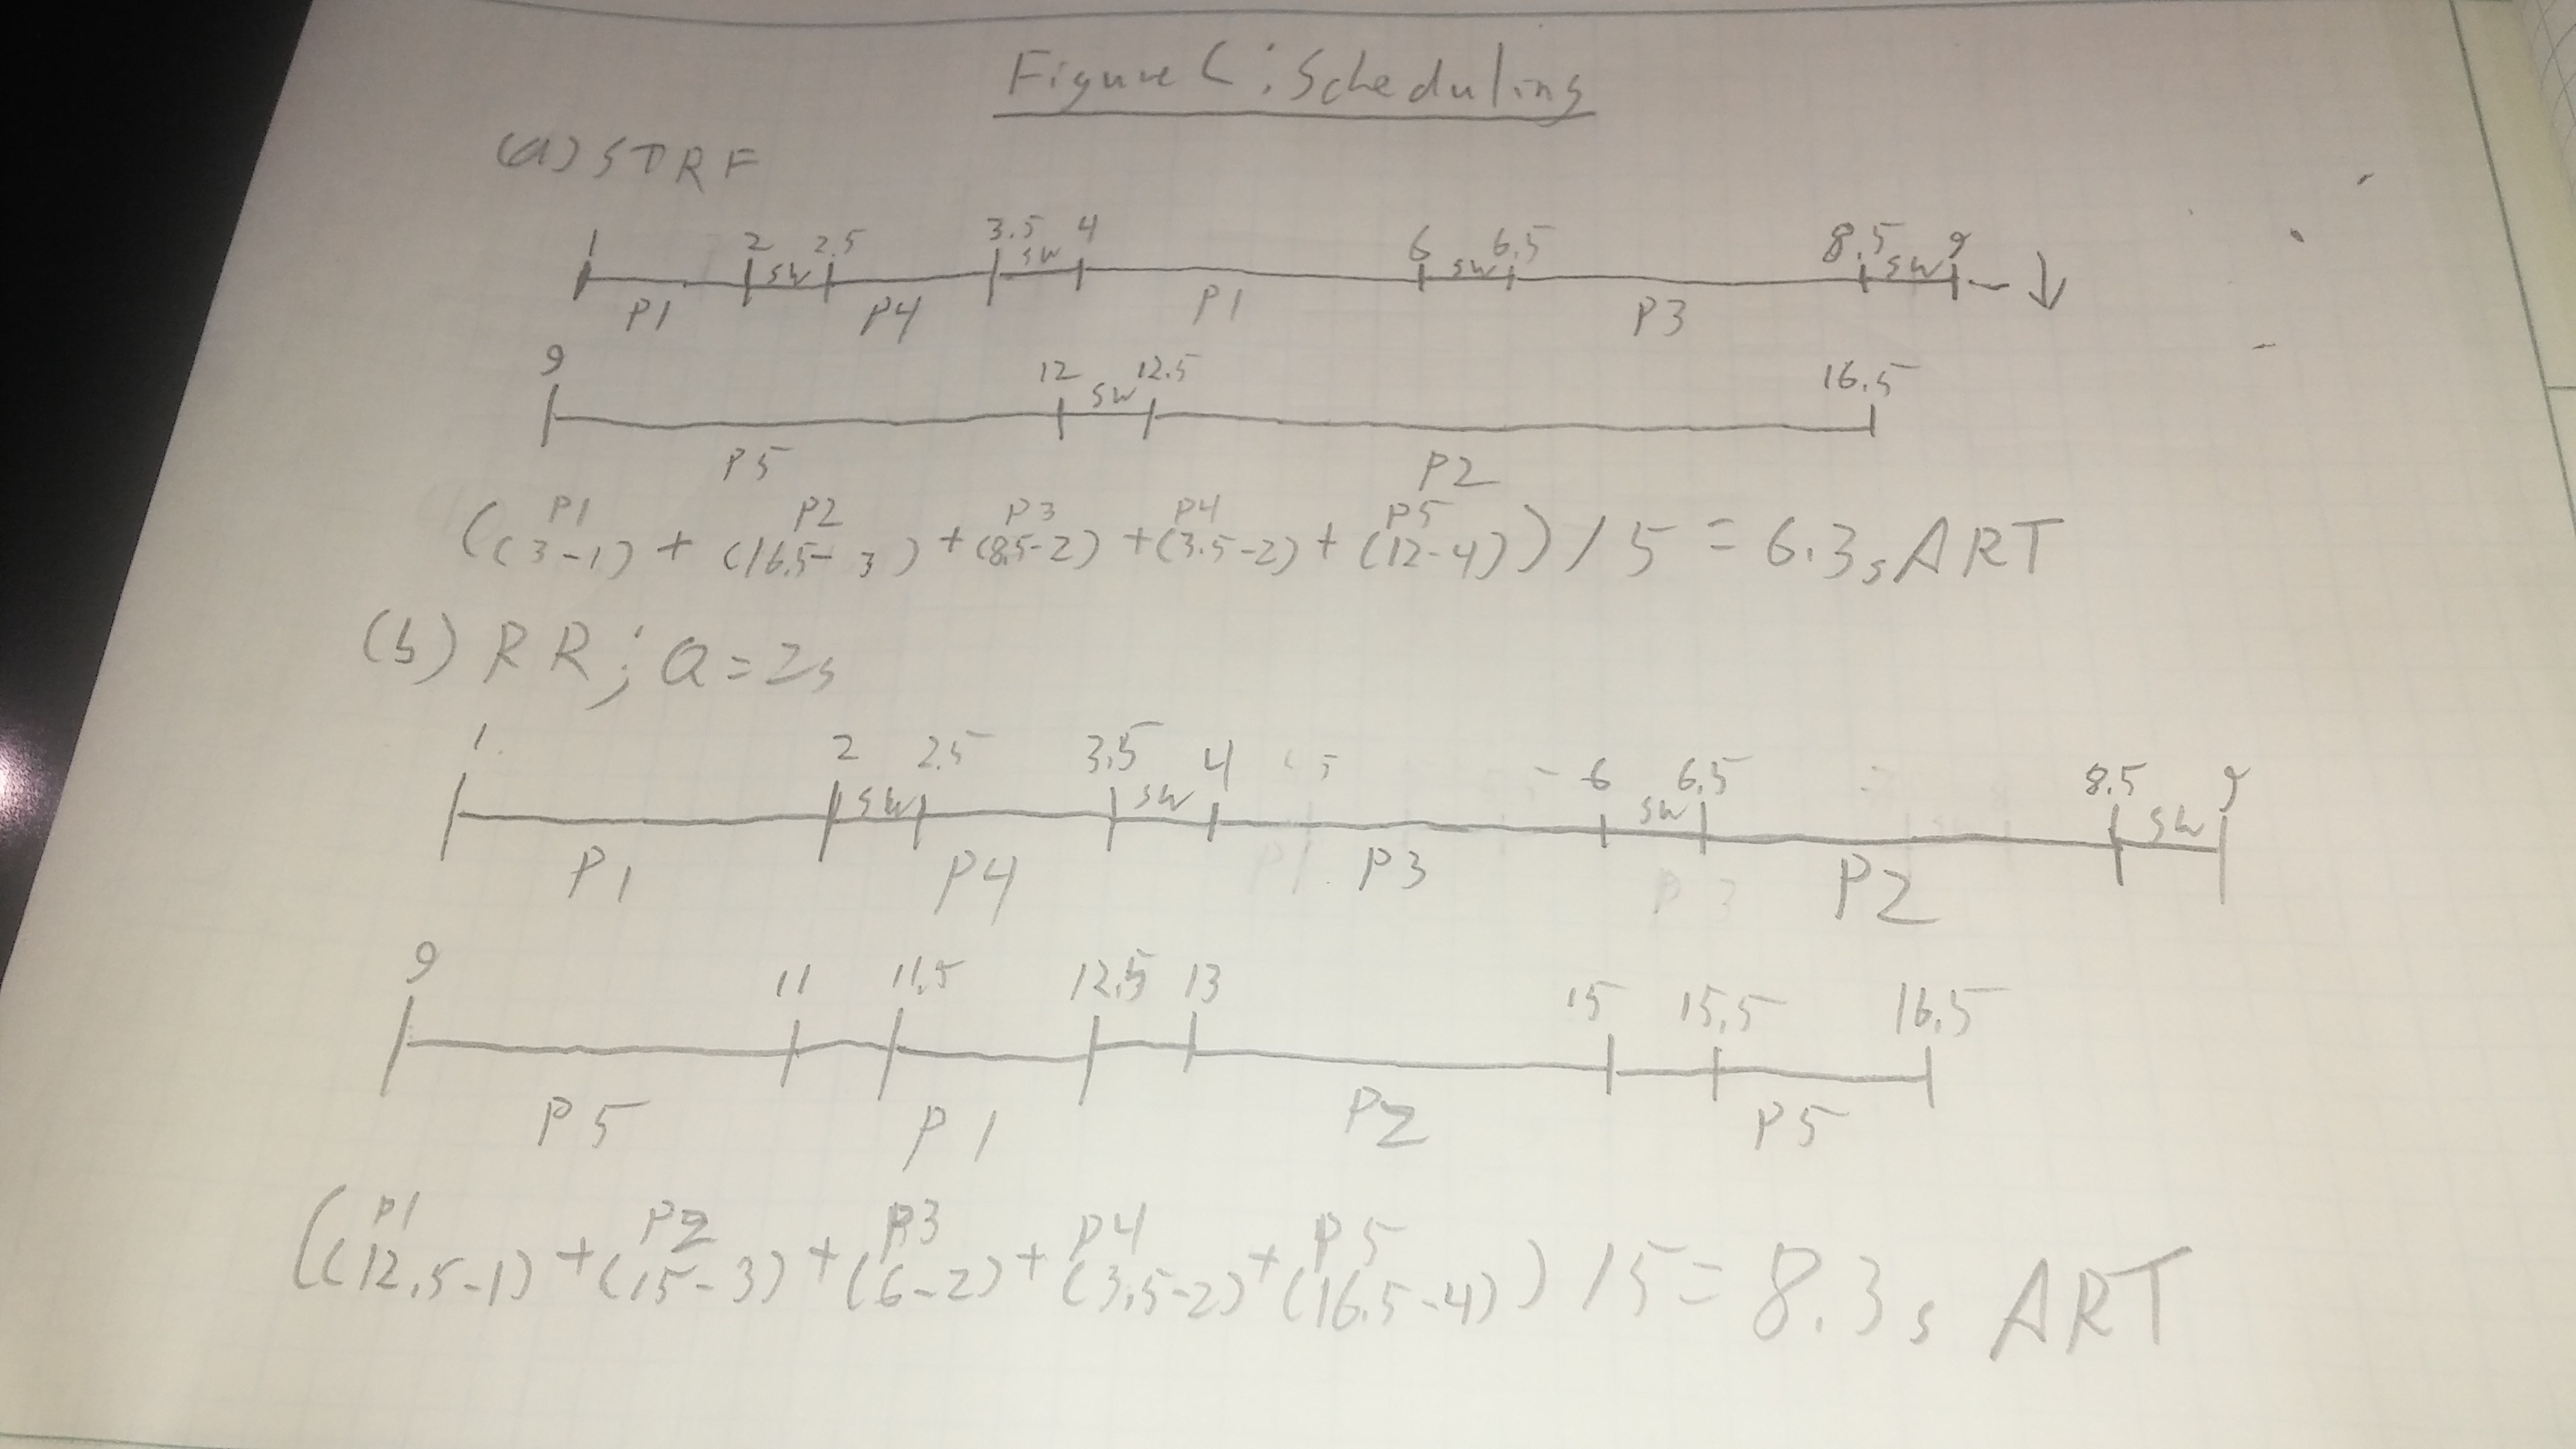 Figure C: Scheduling
(a) STRF
1 2 2.5 3.5 4 6 6.5 8.5 9
sw sw sw sw
P1 P4 P1 P3
9 12 12.5 16.5
sw
P5 P2
P1 P2 P3 P4 P5
((3-1) + (16.5-3) + (8.5-2) + (3.5-2) + (12-4)) / 5 = 6.3s ART
(b) RR; Q=2s
1 2 2.5 3.5 4 6 6.5 8.5 9
sw sw sw sw
P1 P4 P3 P2
9 11 11.5 12.5 13 15 15.5 16.5
P5 P1 P2 P5
P1 P2 P3 P4 P5
((12.5-1) + (15-3) + (6-2) + (3.5-2) + (16.5-4)) / 5 = 8.3s ART